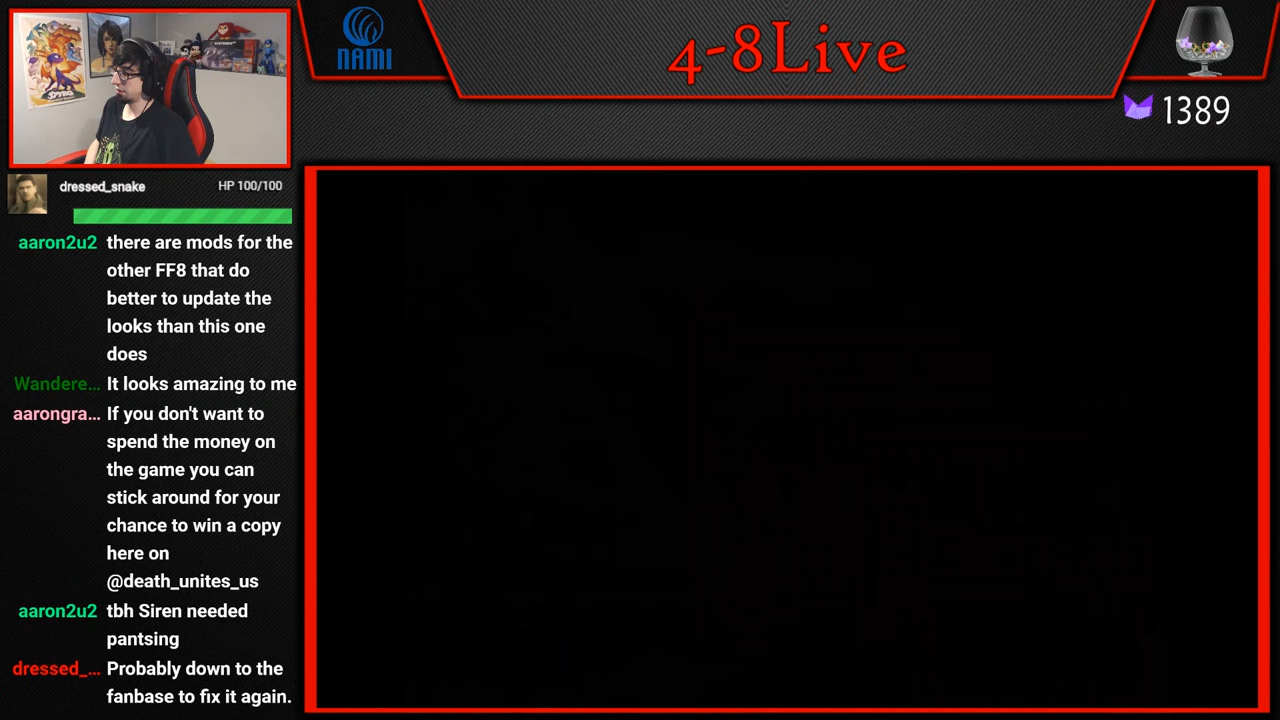 NAMI
4-8Live
1389
SPYRO
dressed_snake
HP 100/100
aaron2u2 there are mods for the
other FF8 that do
better to update the
looks than this one
does
Wandere... It looks amazing to me
aarongra... If you don't want to
spend the money on
the game you can
stick around for your
chance to win a copy
here on
@death_unites_us
aaron2u2 tbh Siren needed
pantsing
dressed_... Probably down to the
fanbase to fix it again.